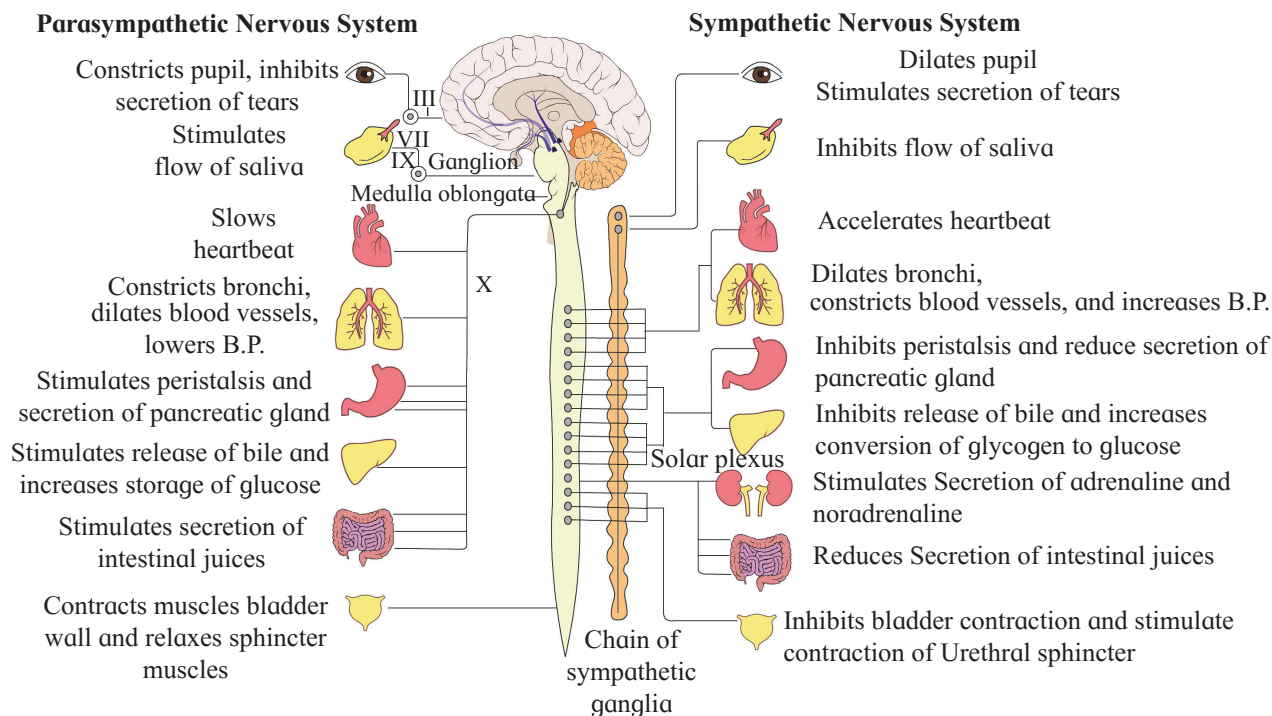 Parasympathetic Nervous System
Constricts pupil, inhibits
secretion of tears
Stimulates
flow of saliva
Slows
heartbeat
Constricts bronchi,
dilates blood vessels,
lowers B.P.
Stimulates peristalsis and
secretion of pancreatic gland
Stimulates release of bile and
increases storage of glucose
Stimulates secretion of
intestinal juices
Contracts muscles bladder
wall and relaxes sphincter
muscles
III
VII
IX
Ganglion
Medulla oblongata
X
Solar plexus
Chain of
sympathetic
ganglia
Sympathetic Nervous System
Dilates pupil
Stimulates secretion of tears
Inhibits flow of saliva
Accelerates heartbeat
Dilates bronchi,
constricts blood vessels, and increases B.P.
Inhibits peristalsis and reduce secretion of
pancreatic gland
Inhibits release of bile and increases
conversion of glycogen to glucose
Stimulates Secretion of adrenaline and
noradrenaline
Reduces Secretion of intestinal juices
Inhibits bladder contraction and stimulate
contraction of Urethral sphincter